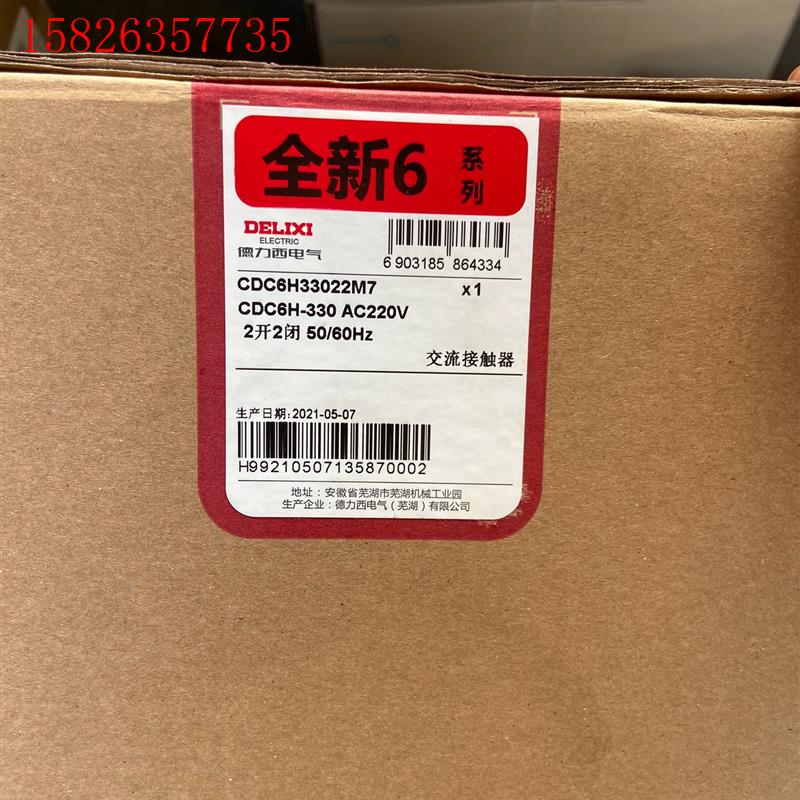 15826357735
全新6 系列
DELIXI
ELECTRIC
德力西电气
6 903185 864334
CDC6H33022M7 x1
CDC6H-330 AC220V
2开2闭 50/60Hz
交流接触器
生产日期:2021-05-07
H99210507135870002
地址：安徽省芜湖市芜湖机械工业园
生产企业：德力西电气（芜湖）有限公司